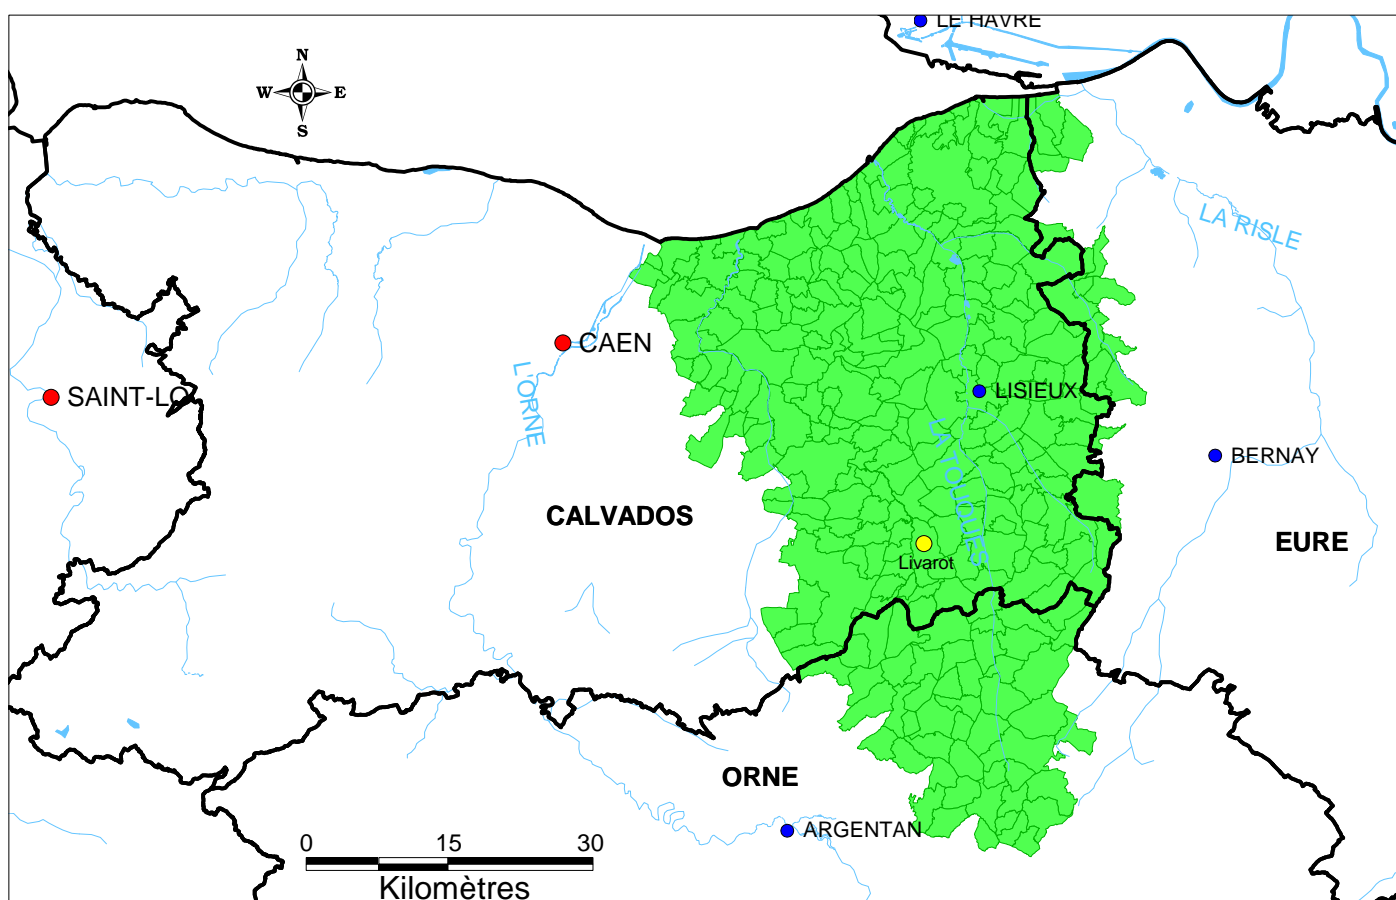 LE HAVRE
N
W E
S
LA RISLE
CAEN
SAINT-LO
L'ORNE
LISIEUX
LA TOUQUES
BERNAY
CALVADOS
EURE
Livarot
ORNE
ARGENTAN
0 15 30
Kilomètres